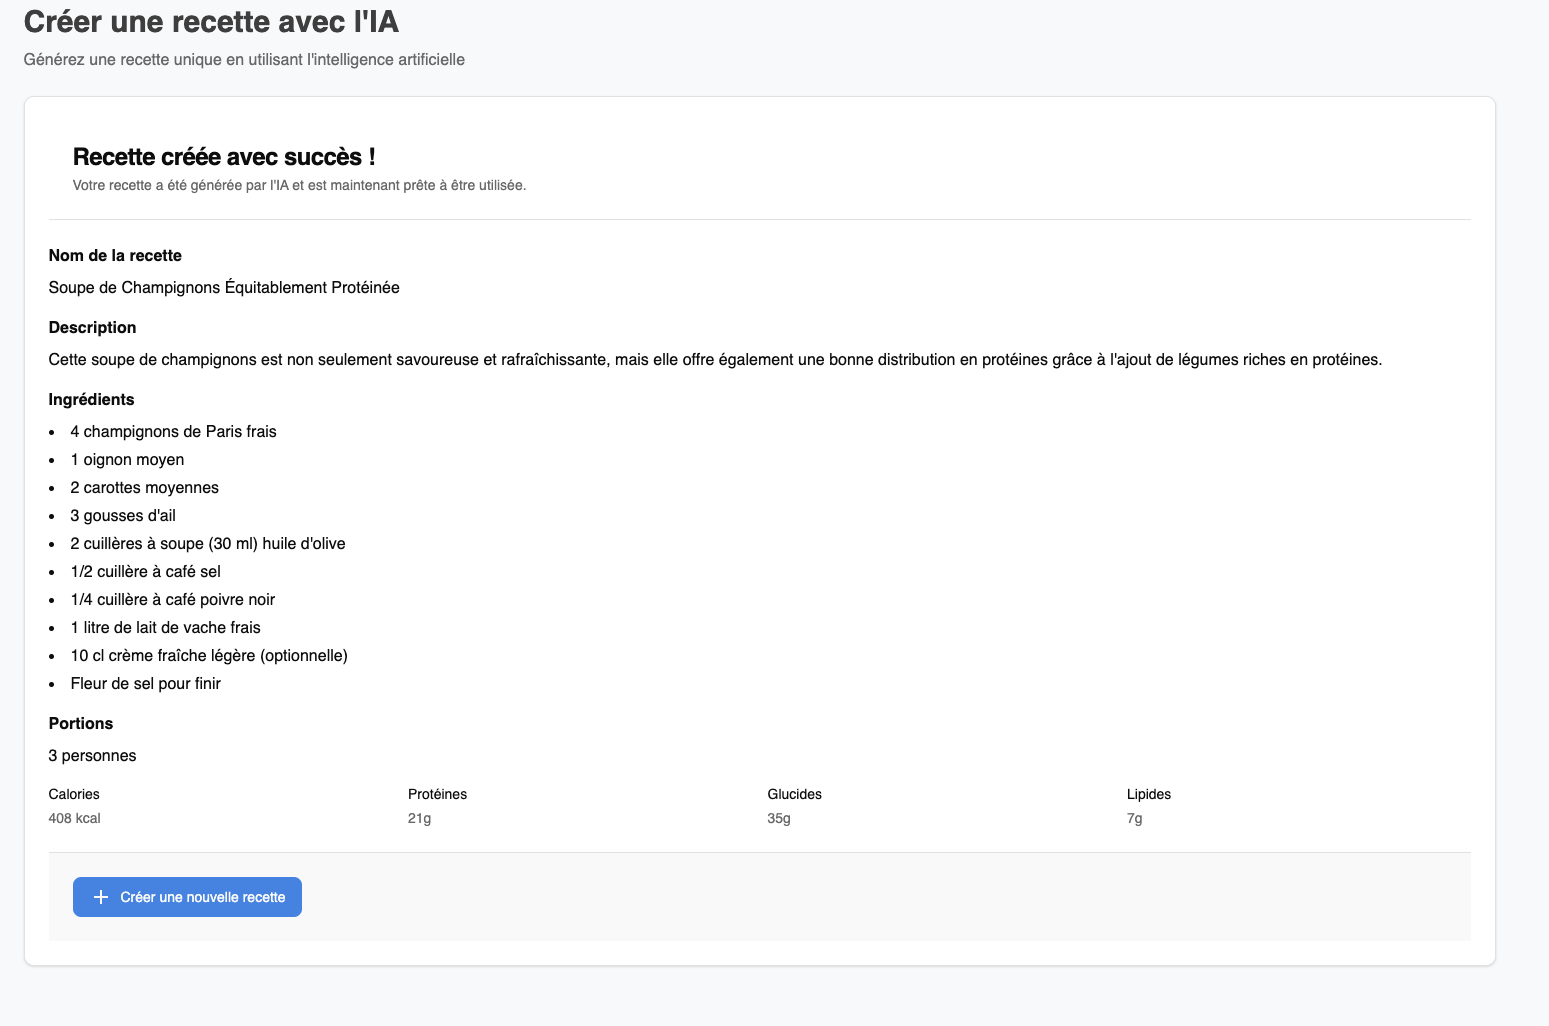 Créer une recette avec l'IA
Générez une recette unique en utilisant l'intelligence artificielle
Recette créée avec succès !
Votre recette a été générée par l'IA et est maintenant prête à être utilisée.
Nom de la recette
Soupe de Champignons Équitablement Protéinée
Description
Cette soupe de champignons est non seulement savoureuse et rafraîchissante, mais elle offre également une bonne distribution en protéines grâce à l'ajout de légumes riches en protéines.
Ingrédients
• 4 champignons de Paris frais
• 1 oignon moyen
• 2 carottes moyennes
• 3 gousses d'ail
• 2 cuillères à soupe (30 ml) huile d'olive
• 1/2 cuillère à café sel
• 1/4 cuillère à café poivre noir
• 1 litre de lait de vache frais
• 10 cl crème fraîche légère (optionnelle)
• Fleur de sel pour finir
Portions
3 personnes
Calories Protéines Glucides Lipides
408 kcal 21g 35g 7g
Créer une nouvelle recette